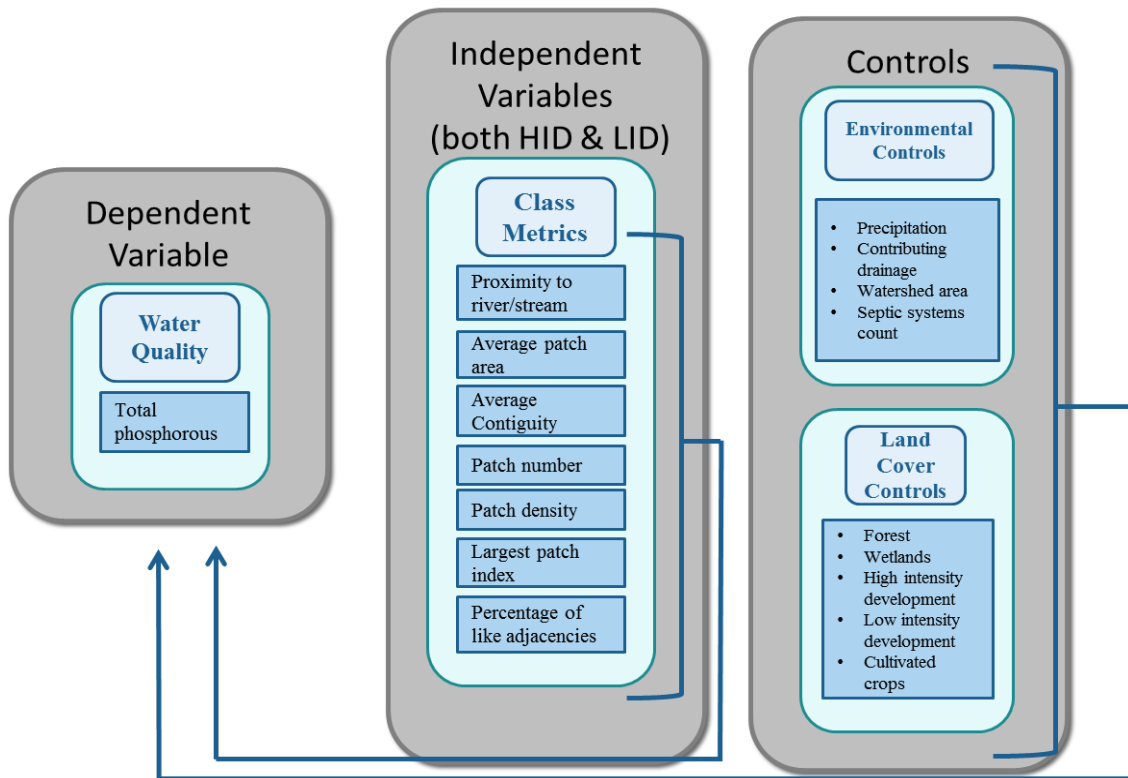 Dependent
Variable
Water
Quality
Total
phosphorous
Independent
Variables
(both HID & LID)
Class
Metrics
Proximity to
river/stream
Average patch
area
Average
Contiguity
Patch number
Patch density
Largest patch
index
Percentage of
like adjacencies
Controls
Environmental
Controls
• Precipitation
• Contributing
drainage
• Watershed area
• Septic systems
count
Land
Cover
Controls
• Forest
• Wetlands
• High intensity
development
• Low intensity
development
• Cultivated
crops